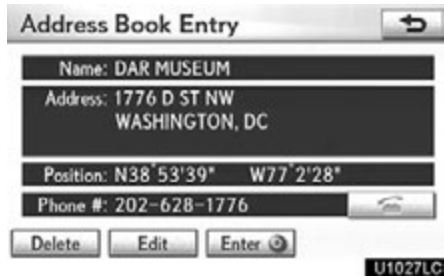 Address Book Entry
Name: DAR MUSEUM
Address: 1776 D ST NW
WASHINGTON, DC
Position: N38°53'39" W77°2'28"
Phone #: 202-628-1776
Delete Edit Enter
U1027LC